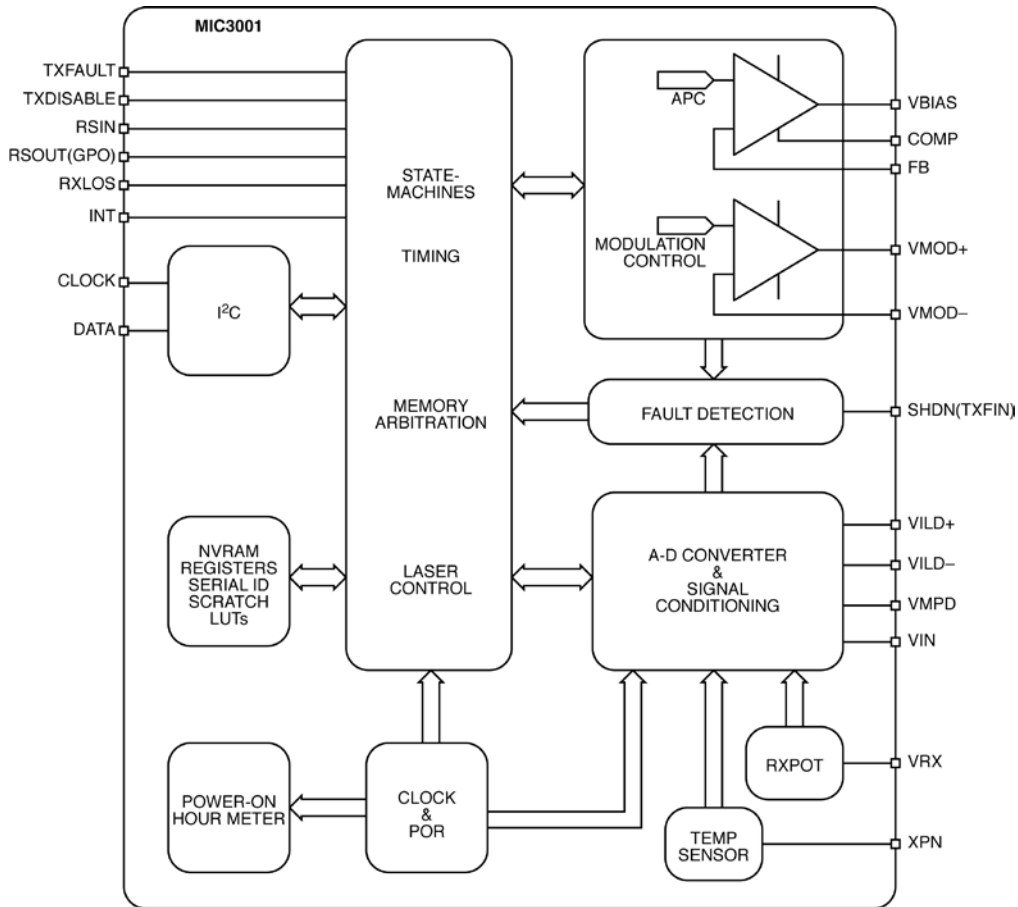 MIC3001
TXFAULT
TXDISABLE
RSIN
RSOUT(GPO)
RXLOS
INT
CLOCK
DATA
I²C
STATE-
MACHINES
TIMING
MEMORY
ARBITRATION
LASER
CONTROL
APC
MODULATION
CONTROL
VBIAS
COMP
FB
VMOD+
VMOD–
FAULT DETECTION
SHDN(TXFIN)
NVRAM
REGISTERS
SERIAL ID
SCRATCH
LUTs
A-D CONVERTER
&
SIGNAL
CONDITIONING
VILD+
VILD–
VMPD
VIN
POWER-ON
HOUR METER
CLOCK
&
POR
RXPOT
VRX
TEMP
SENSOR
XPN